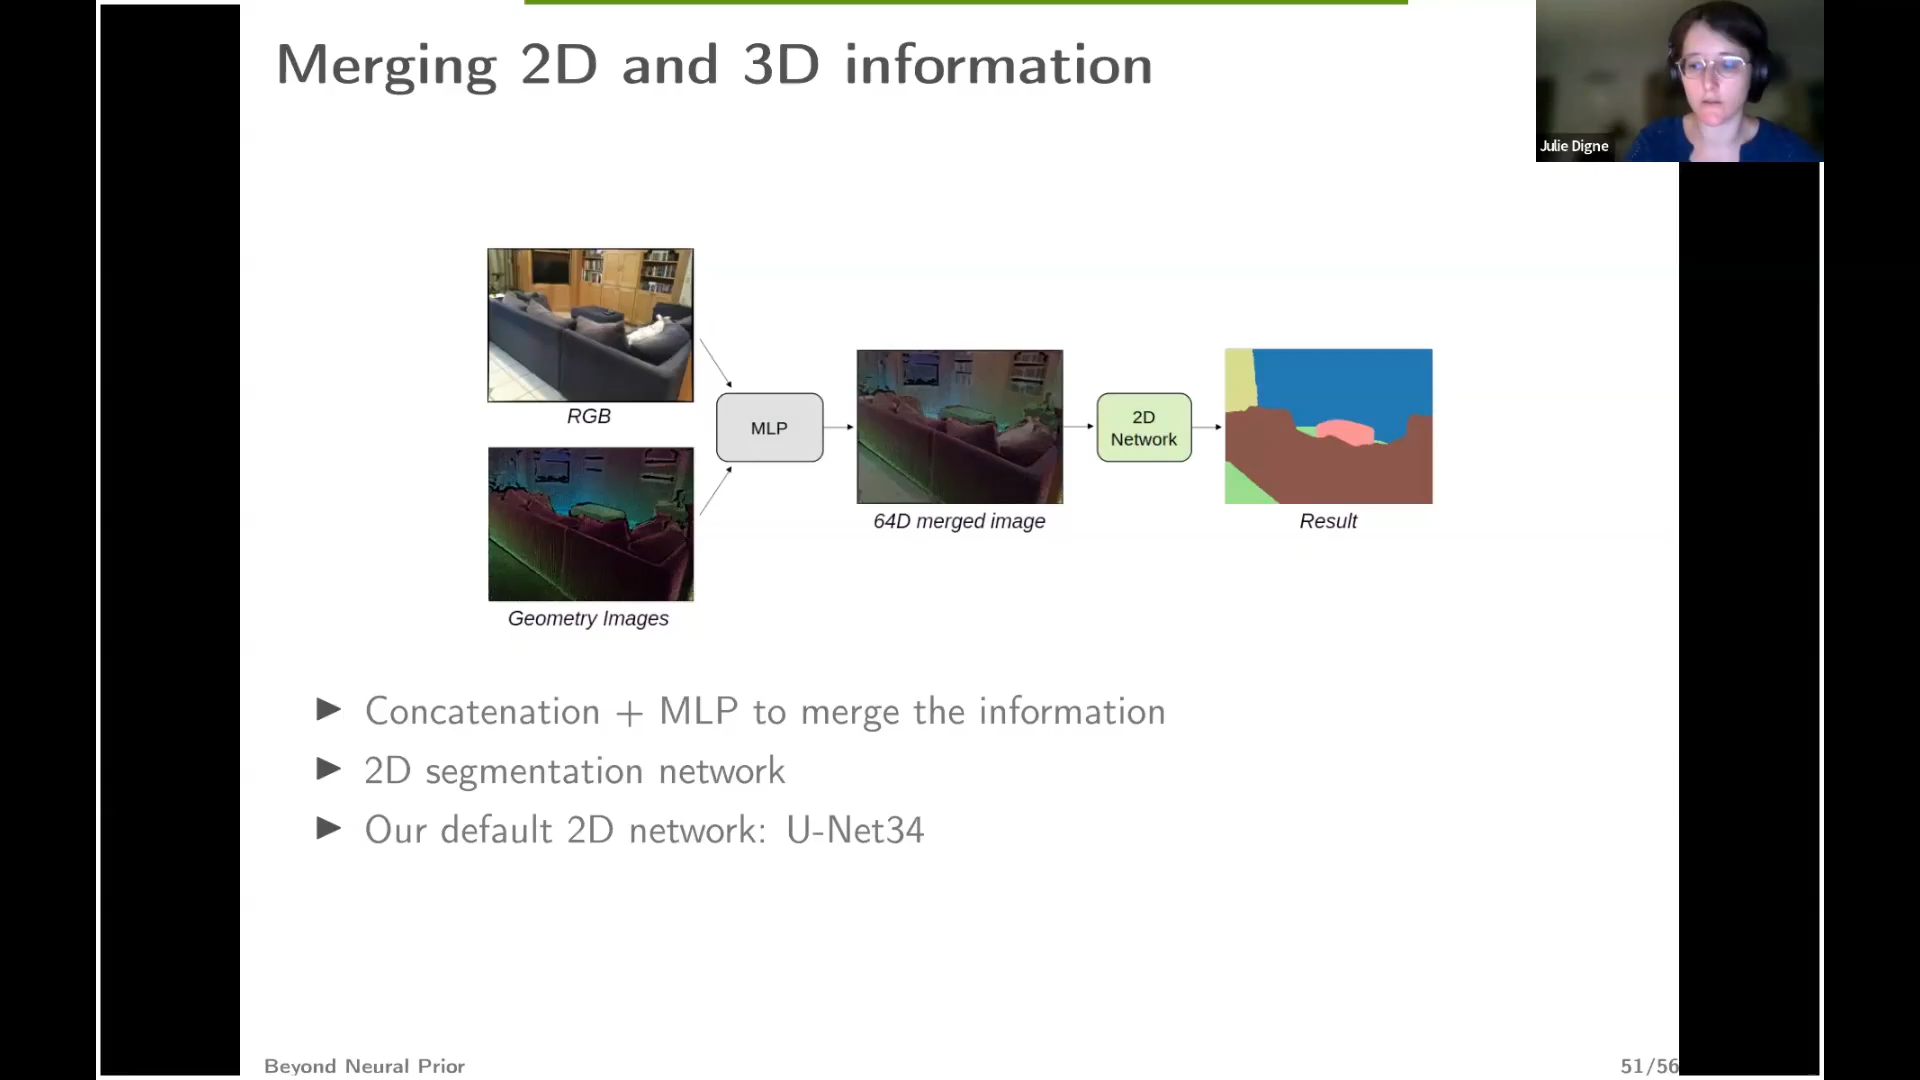 Merging 2D and 3D information
Julie Digne
RGB
Geometry Images
MLP
64D merged image
2D
Network
Result
▶ Concatenation + MLP to merge the information
▶ 2D segmentation network
▶ Our default 2D network: U-Net34
Beyond Neural Prior
51/56